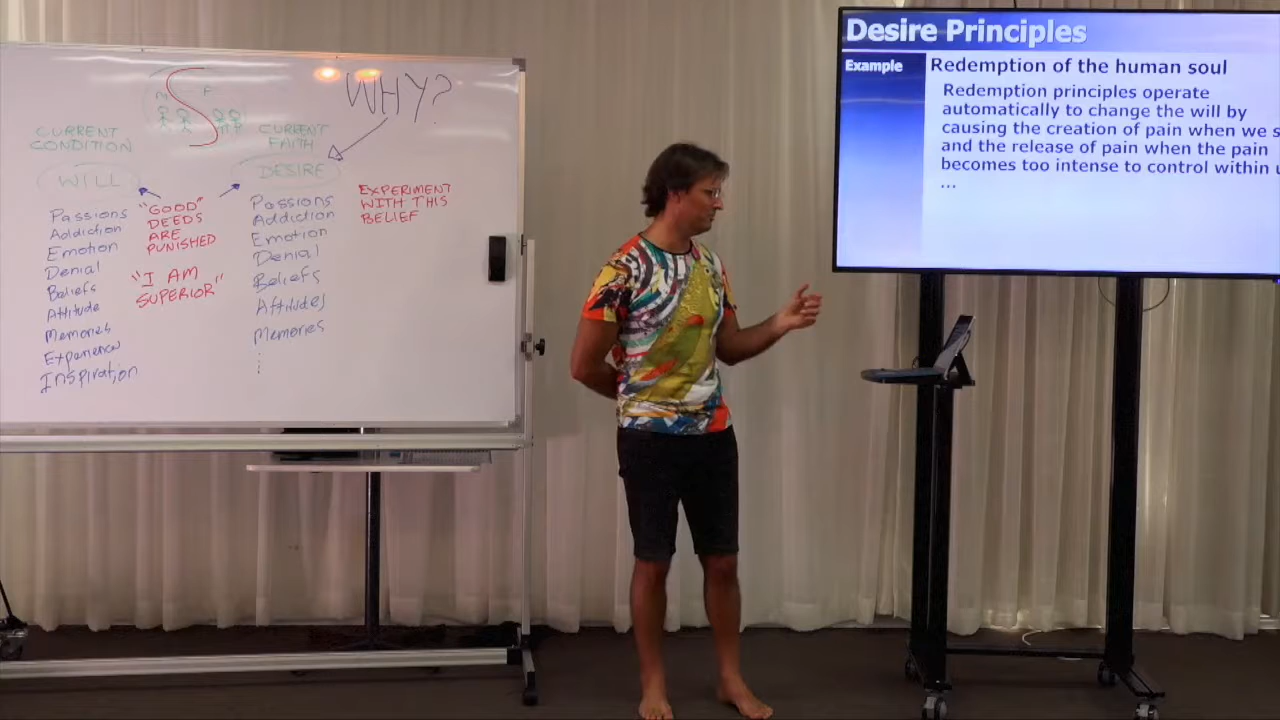 M F
WHY?
CURRENT
CONDITION
CURRENT
FAITH
WILL
DESIRE
Passions
Addiction
Emotion
Denial
Beliefs
Attitude
Memories
Experience
Inspiration
"GOOD"
DEEDS
ARE
PUNISHED
"I AM
SUPERIOR"
Passions
Addiction
Emotion
Denial
Beliefs
Attitudes
Memories
EXPERIMENT
WITH THIS
BELIEF
Desire Principles
Example
Redemption of the human soul
Redemption principles operate
automatically to change the will by
causing the creation of pain when we s
and the release of pain when the pain
becomes too intense to control within
...